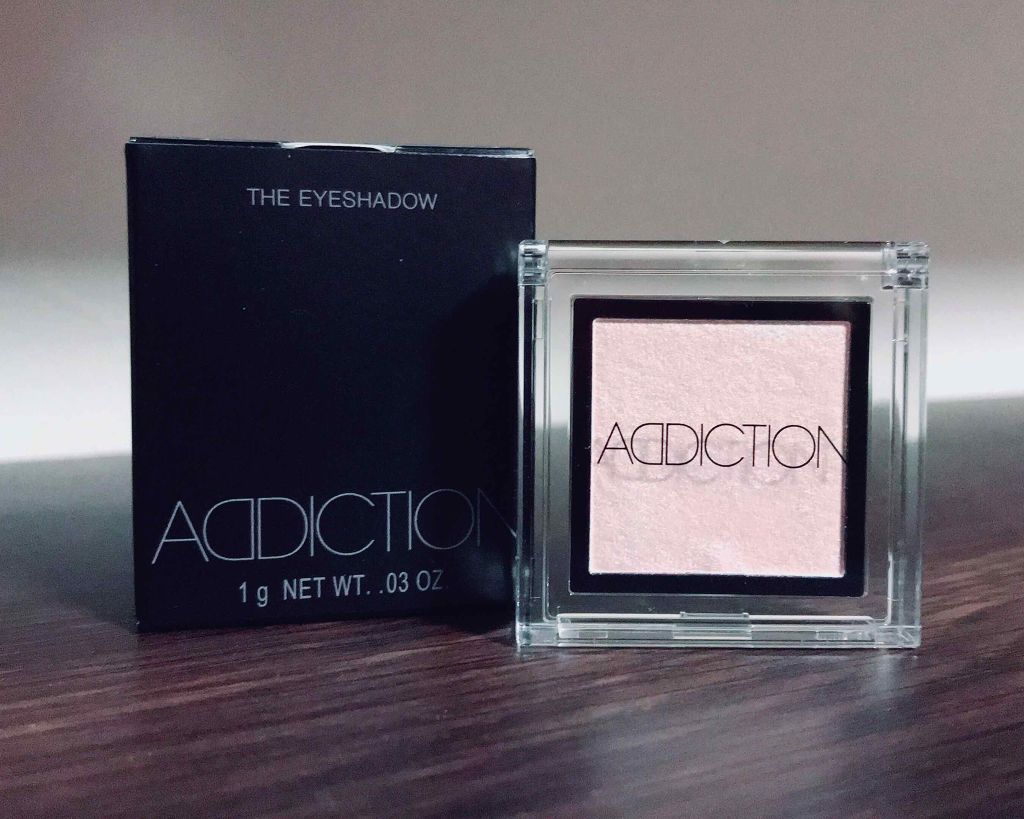 THE EYESHADOW
ADDICTION
1 g NET WT. .03 OZ
ADDICTION